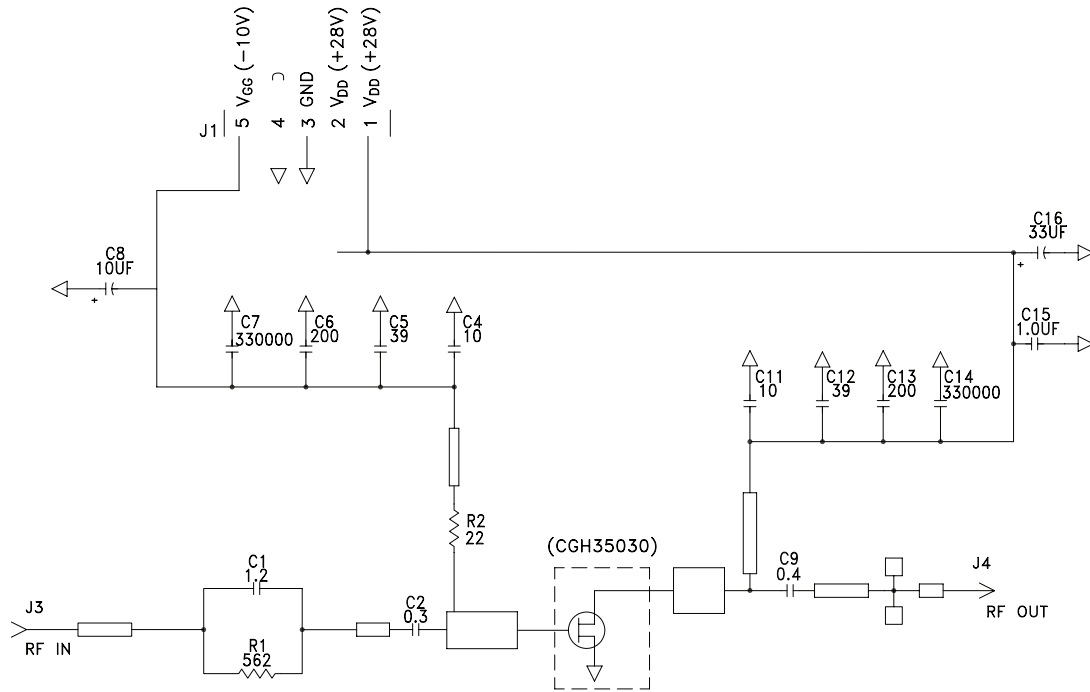 J1
5 VGG (-10V)
4
3 GND
2 VDD (+28V)
1 VDD (+28V)
C8
10UF
+
C16
33UF
+
C15
1.0UF
C7
330000
C6
200
C5
39
C4
10
C11
10
C12
39
C13
200
C14
330000
R2
22
(CGH35030)
C1
1.2
C2
0.3
R1
562
J3
RF IN
C9
0.4
J4
RF OUT